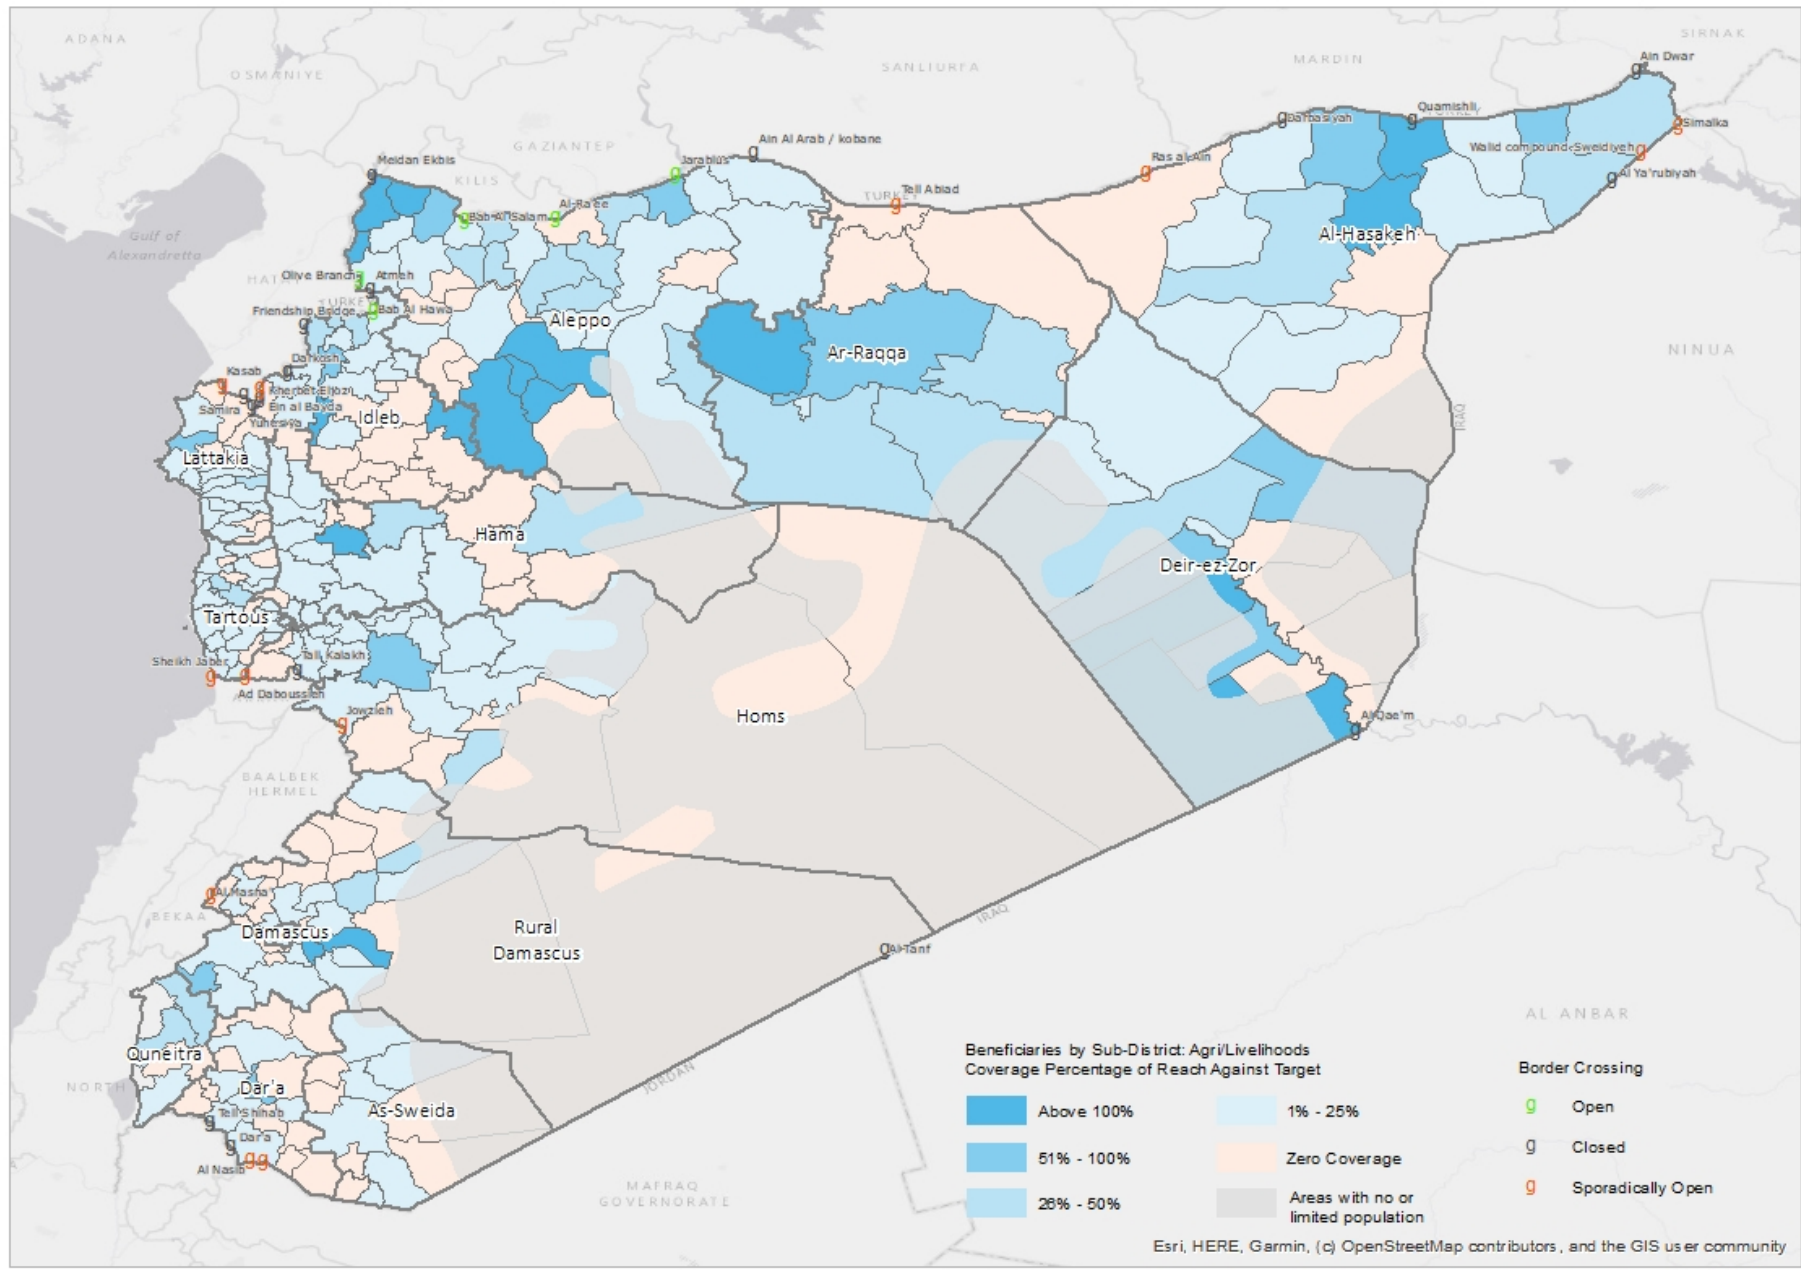 ADANA
OSMANIYE
SANLIURFA
MARDIN
SIRNAK
Ain Dwar
Quamishli
TURKEY
Darbasiyah
Simalka
Ain Al Arab / kobane
GAZIANTEP
Meidan Ekbis
KILIS
Jarablus
Ras al-Ain
Walid compound
Sweidiyeh
Al Ya'rubiyah
Tell Abiad
TURKEY
Al-Ra'ee
Bab Al Salam
Gulf of
Alexandretta
Al-Hasakeh
HATAY
Olive Branch
Atmeh
TURKEY
Friendship Bridge
Bab Al Hawa
Aleppo
Ar-Raqqa
NINUA
Darkosh
Kasab
Samira
Ein al Bayda
Idleb
IRAQ
Lattakia
Hama
Deir-ez-Zor
Tartous
Sheikh Jaber
Tall Kalakh
Ad Daboussieh
Jowzieh
Homs
Al-Qae'm
BAALBEK
HERMEL
Al Masna'
BEKAA
Damascus
Rural
Damascus
IRAQ
Al-Tanf
AL ANBAR
Quneitra
NORTH
Dar'a
JORDAN
As-Sweida
Tell Shihab
Dar'a
Al Nasib
MAFRAQ
GOVERNORATE
Beneficiaries by Sub-District: Agri/Livelihoods
Coverage Percentage of Reach Against Target
Above 100%
51% - 100%
26% - 50%
1% - 25%
Zero Coverage
Areas with no or
limited population
Border Crossing
g Open
g Closed
g Sporadically Open
Esri, HERE, Garmin, (c) OpenStreetMap contributors, and the GIS user community